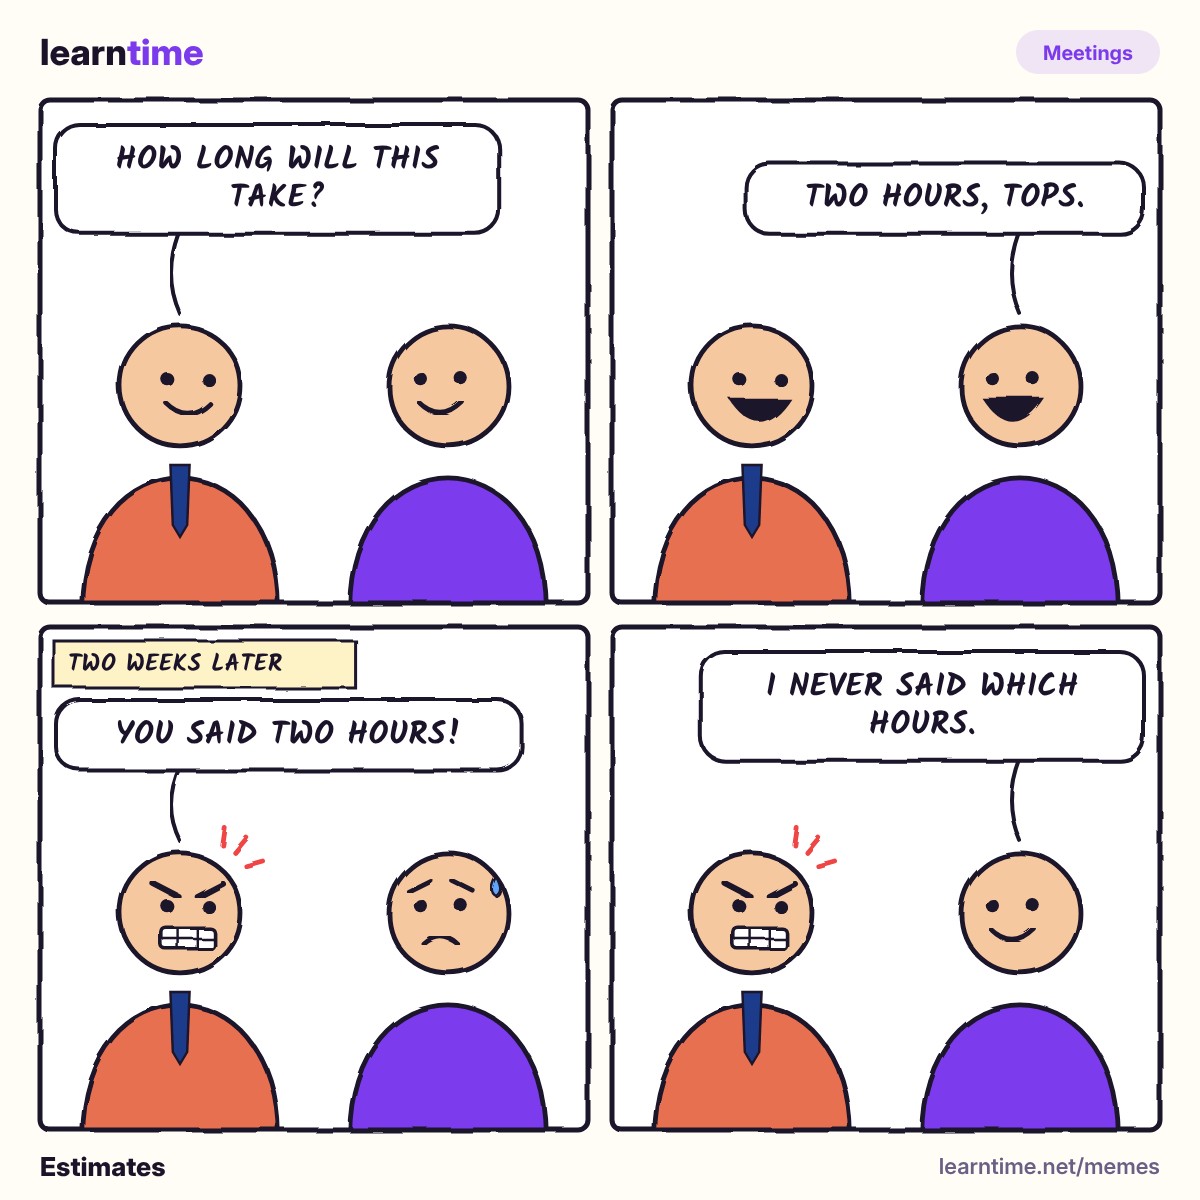 learntime
Meetings
HOW LONG WILL THIS
TAKE?
TWO HOURS, TOPS.
TWO WEEKS LATER
YOU SAID TWO HOURS!
I NEVER SAID WHICH
HOURS.
Estimates
learntime.net/memes